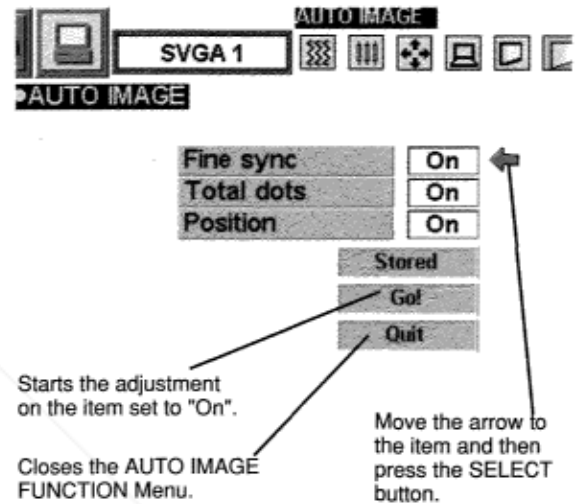 AUTO IMAGE
SVGA 1
•AUTO IMAGE
Fine sync On
Total dots On
Position On
Stored
Go!
Quit
Starts the adjustment
on the item set to "On".
Closes the AUTO IMAGE
FUNCTION Menu.
Move the arrow to
the item and then
press the SELECT
button.